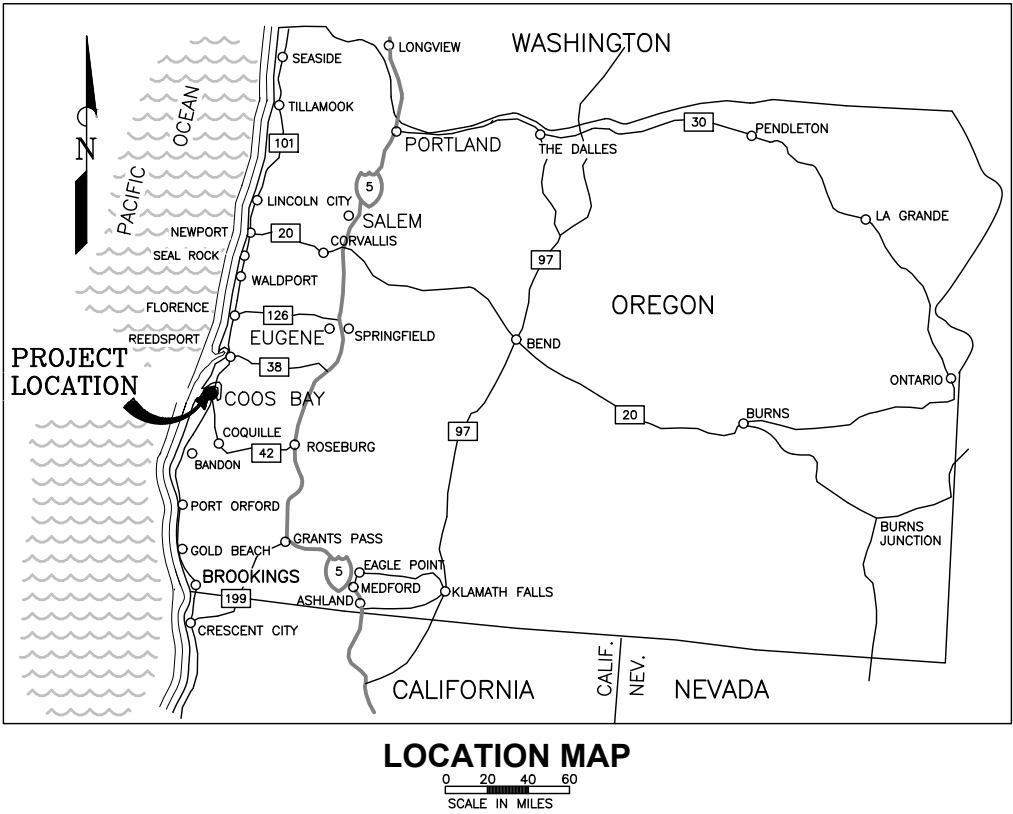 WASHINGTON
LONGVIEW
SEASIDE
OCEAN
TILLAMOOK
30
PENDLETON
N
101
PORTLAND
THE DALLES
PACIFIC
5
LINCOLN CITY
SALEM
LA GRANDE
NEWPORT
20
CORVALLIS
SEAL ROCK
97
WALDPORT
OREGON
FLORENCE
126
REEDSPORT
EUGENE
SPRINGFIELD
BEND
PROJECT
LOCATION
38
ONTARIO
COOS BAY
20
BURNS
COQUILLE
97
42
ROSEBURG
BANDON
PORT ORFORD
BURNS
JUNCTION
GRANTS PASS
GOLD BEACH
5
EAGLE POINT
BROOKINGS
MEDFORD
KLAMATH FALLS
199
ASHLAND
CRESCENT CITY
CALIF.
NEV.
CALIFORNIA
NEVADA
LOCATION MAP
0 20 40 60
SCALE IN MILES